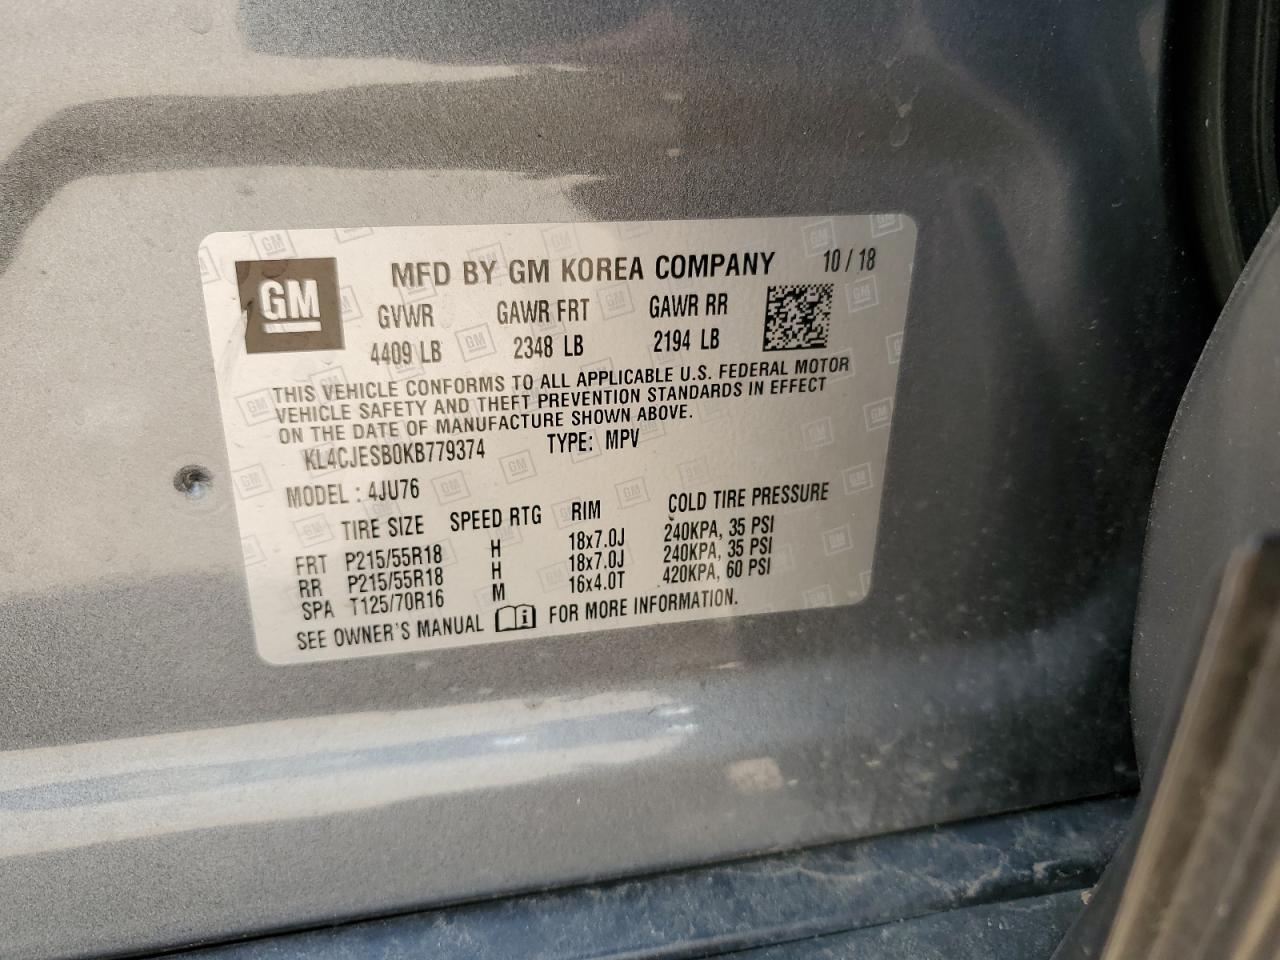 GM
MFD BY GM KOREA COMPANY 10/18
GVWR GAWR FRT GAWR RR
4409 LB 2348 LB 2194 LB
THIS VEHICLE CONFORMS TO ALL APPLICABLE U.S. FEDERAL MOTOR
VEHICLE SAFETY AND THEFT PREVENTION STANDARDS IN EFFECT
ON THE DATE OF MANUFACTURE SHOWN ABOVE.
KL4CJESB0KB779374 TYPE: MPV
MODEL : 4JU76
TIRE SIZE SPEED RTG RIM COLD TIRE PRESSURE
FRT P215/55R18 H 18x7.0J 240KPA, 35 PSI
RR P215/55R18 H 18x7.0J 240KPA, 35 PSI
SPA T125/70R16 M 16x4.0T 420KPA, 60 PSI
SEE OWNER'S MANUAL i FOR MORE INFORMATION.